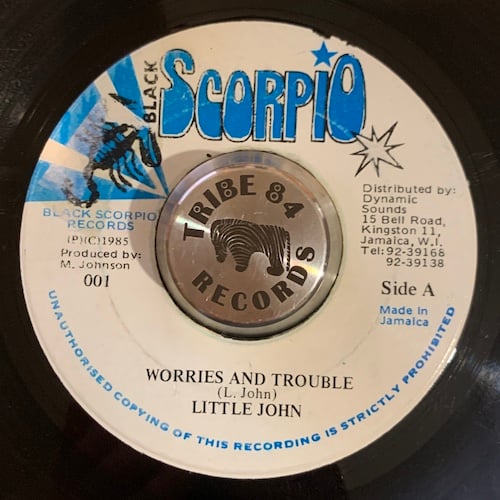 BLACK
SCORPIO
BLACK SCORPIO
RECORDS
(P)(C)1985
Produced by:
M. Johnson
001
Distributed by:
Dynamic
Sounds
15 Bell Road,
Kingston 11,
Jamaica, W.I.
Tel:92-39168
92-39138
Side A
Made in
Jamaica
TRIBE 84
RECORDS
WORRIES AND TROUBLE
(L. John)
LITTLE JOHN
UNAUTHORISED COPYING OF THIS RECORDING IS STRICTLY PROHIBITED